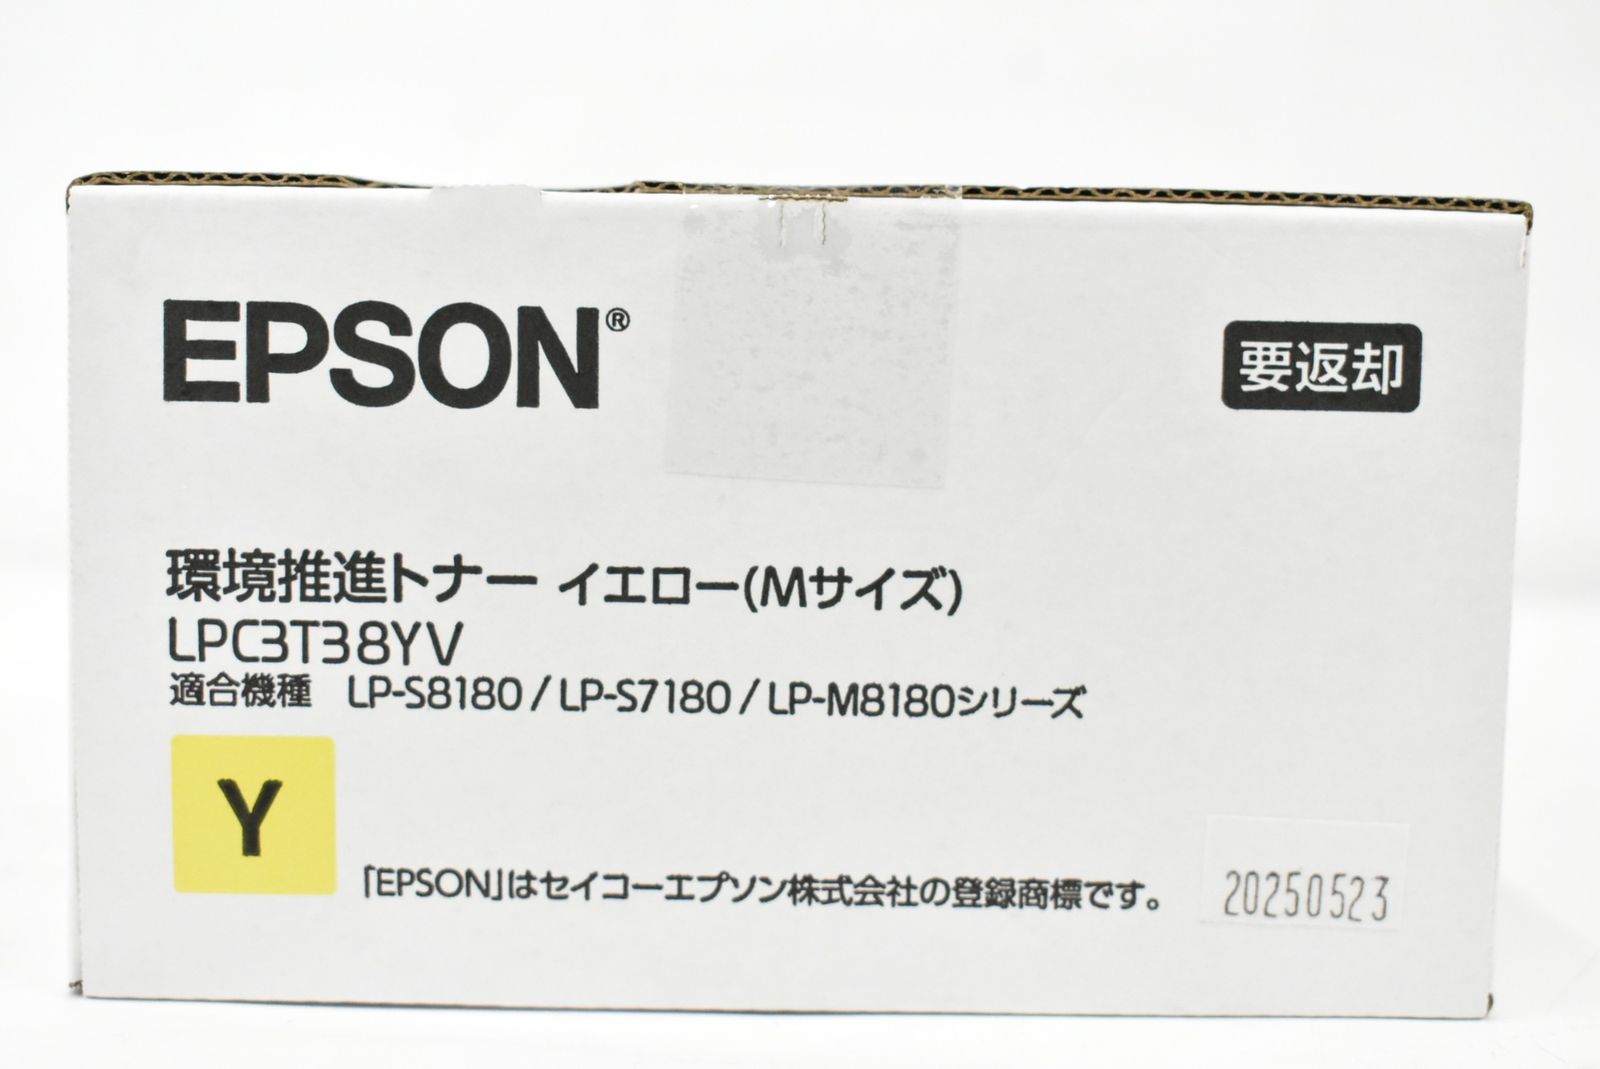 EPSON®
要返却
環境推進トナー イエロー(Mサイズ)
LPC3T38YV
適合機種 LP-S8180/LP-S7180/LP-M8180シリーズ
Y
「EPSON」はセイコーエプソン株式会社の登録商標です。
20250523